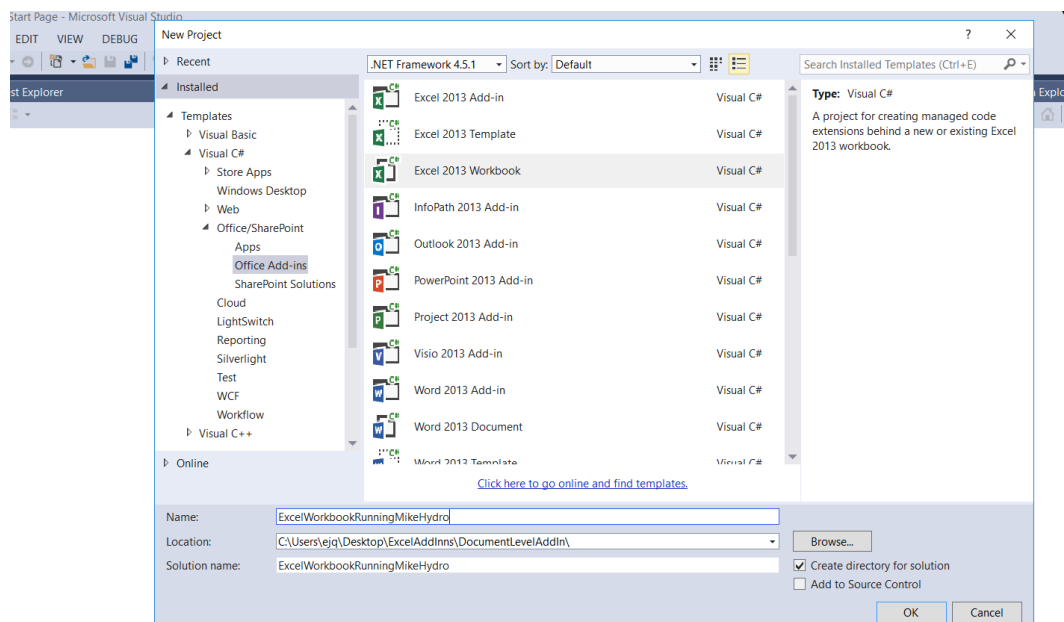 Start Page - Microsoft Visual Studio
EDIT VIEW DEBUG
New Project
?
Recent
.NET Framework 4.5.1
Sort by: Default
Search Installed Templates (Ctrl+E)
st Explorer
Explo
Installed
Templates
Visual Basic
Visual C#
Store Apps
Windows Desktop
Web
Office/SharePoint
Apps
Office Add-ins
SharePoint Solutions
Cloud
LightSwitch
Reporting
Silverlight
Test
WCF
Workflow
Visual C++
Online
Excel 2013 Add-in Visual C#
Excel 2013 Template Visual C#
Excel 2013 Workbook Visual C#
InfoPath 2013 Add-in Visual C#
Outlook 2013 Add-in Visual C#
PowerPoint 2013 Add-in Visual C#
Project 2013 Add-in Visual C#
Visio 2013 Add-in Visual C#
Word 2013 Add-in Visual C#
Word 2013 Document Visual C#
Word 2013 Template Visual C#
Click here to go online and find templates.
Type: Visual C#
A project for creating managed code
extensions behind a new or existing Excel
2013 workbook.
Name: ExcelWorkbookRunningMikeHydro
Location: C:\Users\ejq\Desktop\ExcelAddInns\DocumentLevelAddIn\
Browse...
Solution name: ExcelWorkbookRunningMikeHydro
Create directory for solution
Add to Source Control
OK Cancel